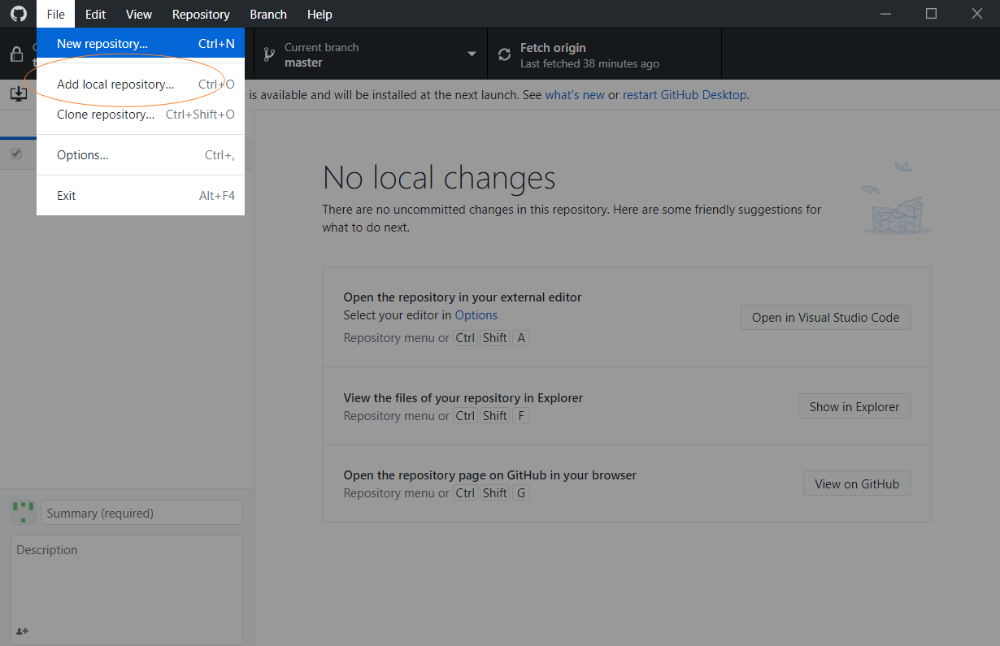 File Edit View Repository Branch Help
New repository... Ctrl+N
Add local repository... Ctrl+O
Clone repository... Ctrl+Shift+O
Options... Ctrl+,
Exit Alt+F4
Current branch
master
Fetch origin
Last fetched 38 minutes ago
is available and will be installed at the next launch. See what's new or restart GitHub Desktop.
No local changes
There are no uncommitted changes in this repository. Here are some friendly suggestions for
what to do next.
Open the repository in your external editor
Select your editor in Options
Repository menu or Ctrl Shift A
Open in Visual Studio Code
View the files of your repository in Explorer
Repository menu or Ctrl Shift F
Show in Explorer
Open the repository page on GitHub in your browser
Repository menu or Ctrl Shift G
View on GitHub
Summary (required)
Description